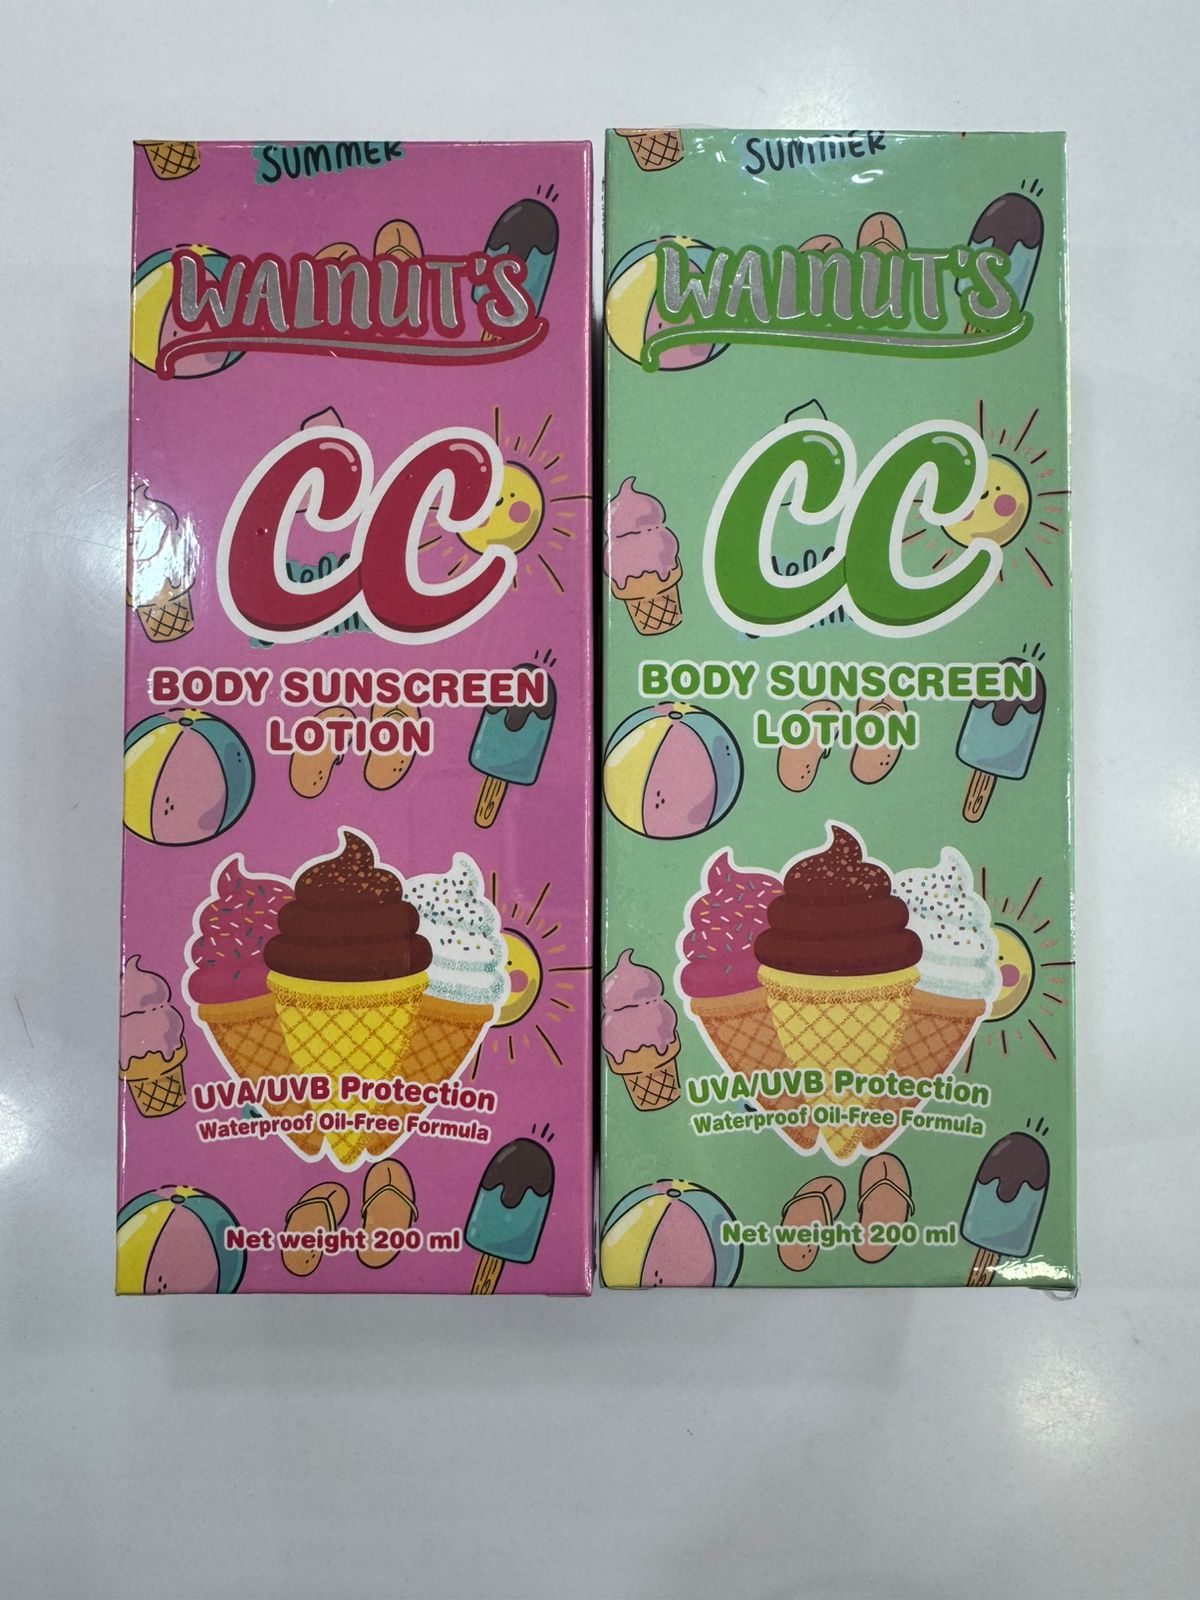 SUMMER
WALNUT'S
CC
BODY SUNSCREEN
LOTION
UVA/UVB Protection
Waterproof Oil-Free Formula
Net weight 200 ml
SUMMER
WALNUT'S
CC
BODY SUNSCREEN
LOTION
UVA/UVB Protection
Waterproof Oil-Free Formula
Net weight 200 ml